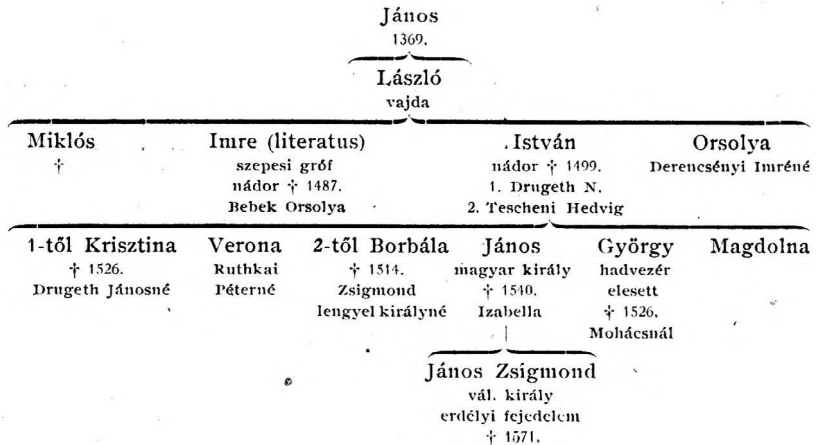 János
1369.
László
vajda
Miklós
†
Imre (literatus)
szepesi gróf
nádor † 1487.
Bebek Orsolya
István
nádor † 1499.
1. Drugeth N.
2. Tescheni Hedvig
Orsolya
Derencsényi Imréné
1-től Krisztina
† 1526.
Drugeth Jánosné
Verona
Ruthkai
Péterné
2-től Borbála
† 1514.
Zsigmond
lengyel királyné
János
magyar király
† 1540.
Izabella
György
hadvezér
elesett
† 1526.
Mohácsnál
Magdolna
János Zsigmond
vál. király
erdélyi fejedelem
† 1571.